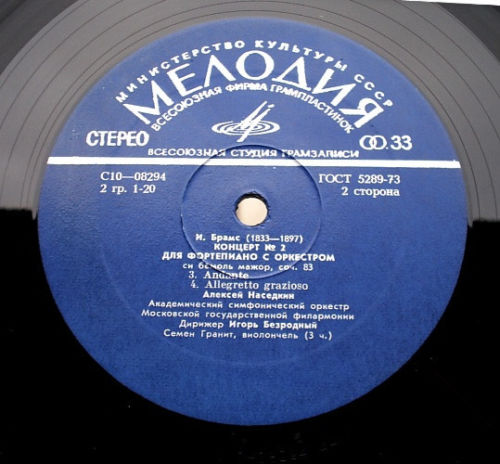 МИНИСТЕРСТВО КУЛЬТУРЫ СССР
МЕЛОДИЯ
ВСЕСОЮЗНАЯ ФИРМА ГРАМПЛАСТИНОК
СТЕРЕО
33
ВСЕСОЮЗНАЯ СТУДИЯ ГРАМЗАПИСИ
С10—08294
ГОСТ 5289-73
2 гр. 1-20
2 сторона
И. Брамс (1833—1897)
КОНЦЕРТ № 2
ДЛЯ ФОРТЕПИАНО С ОРКЕСТРОМ
си бемоль мажор, соч. 83
3. Andante
4. Allegretto grazioso
Алексей Наседкин
Академический симфонический оркестр
Московской государственной филармонии
Дирижер Игорь Безродный
Семен Гранит, виолончель (3 ч.)